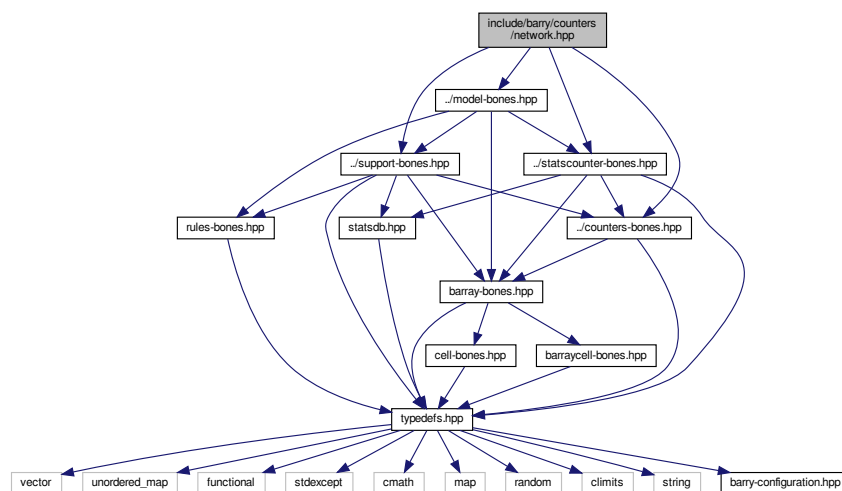 include/barry/counters
/network.hpp
../model-bones.hpp
../support-bones.hpp
../statscounter-bones.hpp
rules-bones.hpp
statsdb.hpp
../counters-bones.hpp
barray-bones.hpp
cell-bones.hpp
barraycell-bones.hpp
typedefs.hpp
vector
unordered_map
functional
stdexcept
cmath
map
random
climits
string
barry-configuration.hpp